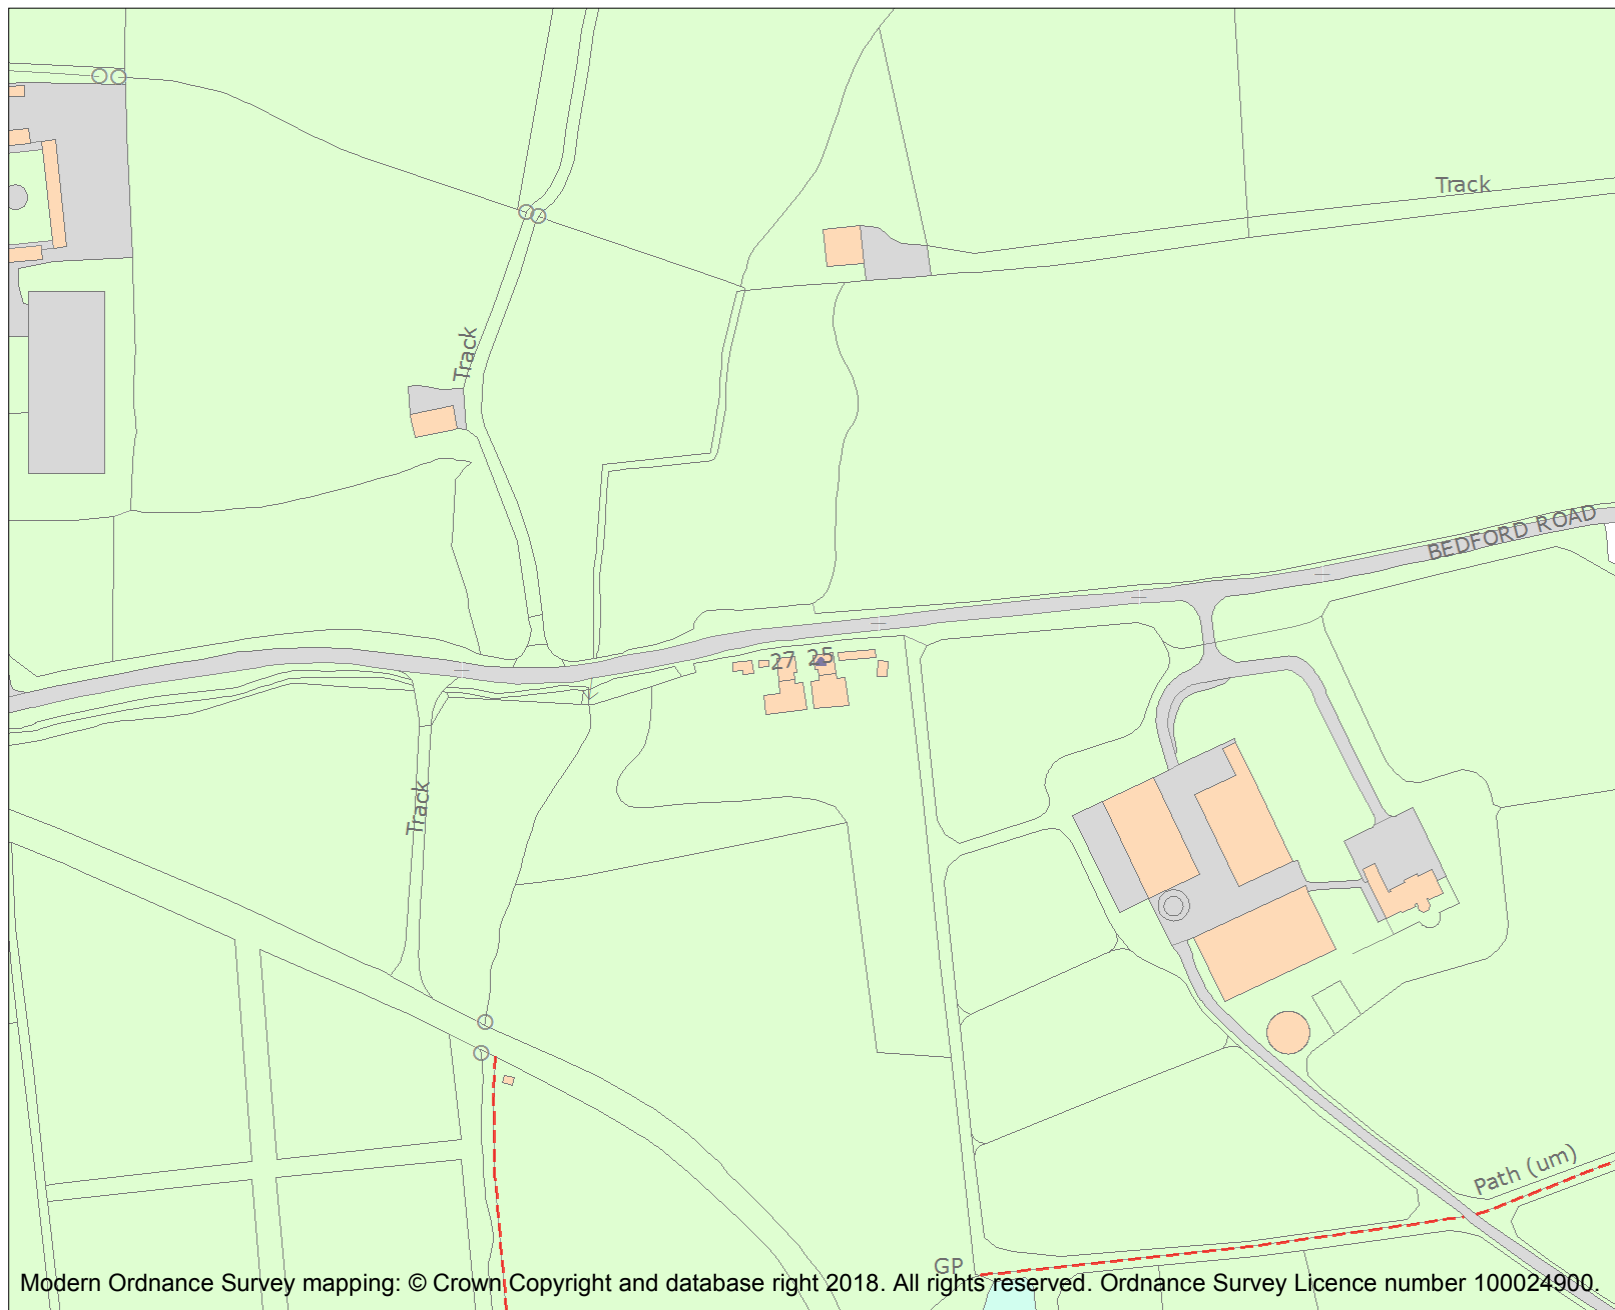 Track
Track
BEDFORD ROAD
27 25
Track
Path (um)
GP
Modern Ordnance Survey mapping: © Crown Copyright and database right 2018. All rights reserved. Ordnance Survey Licence number 100024900.